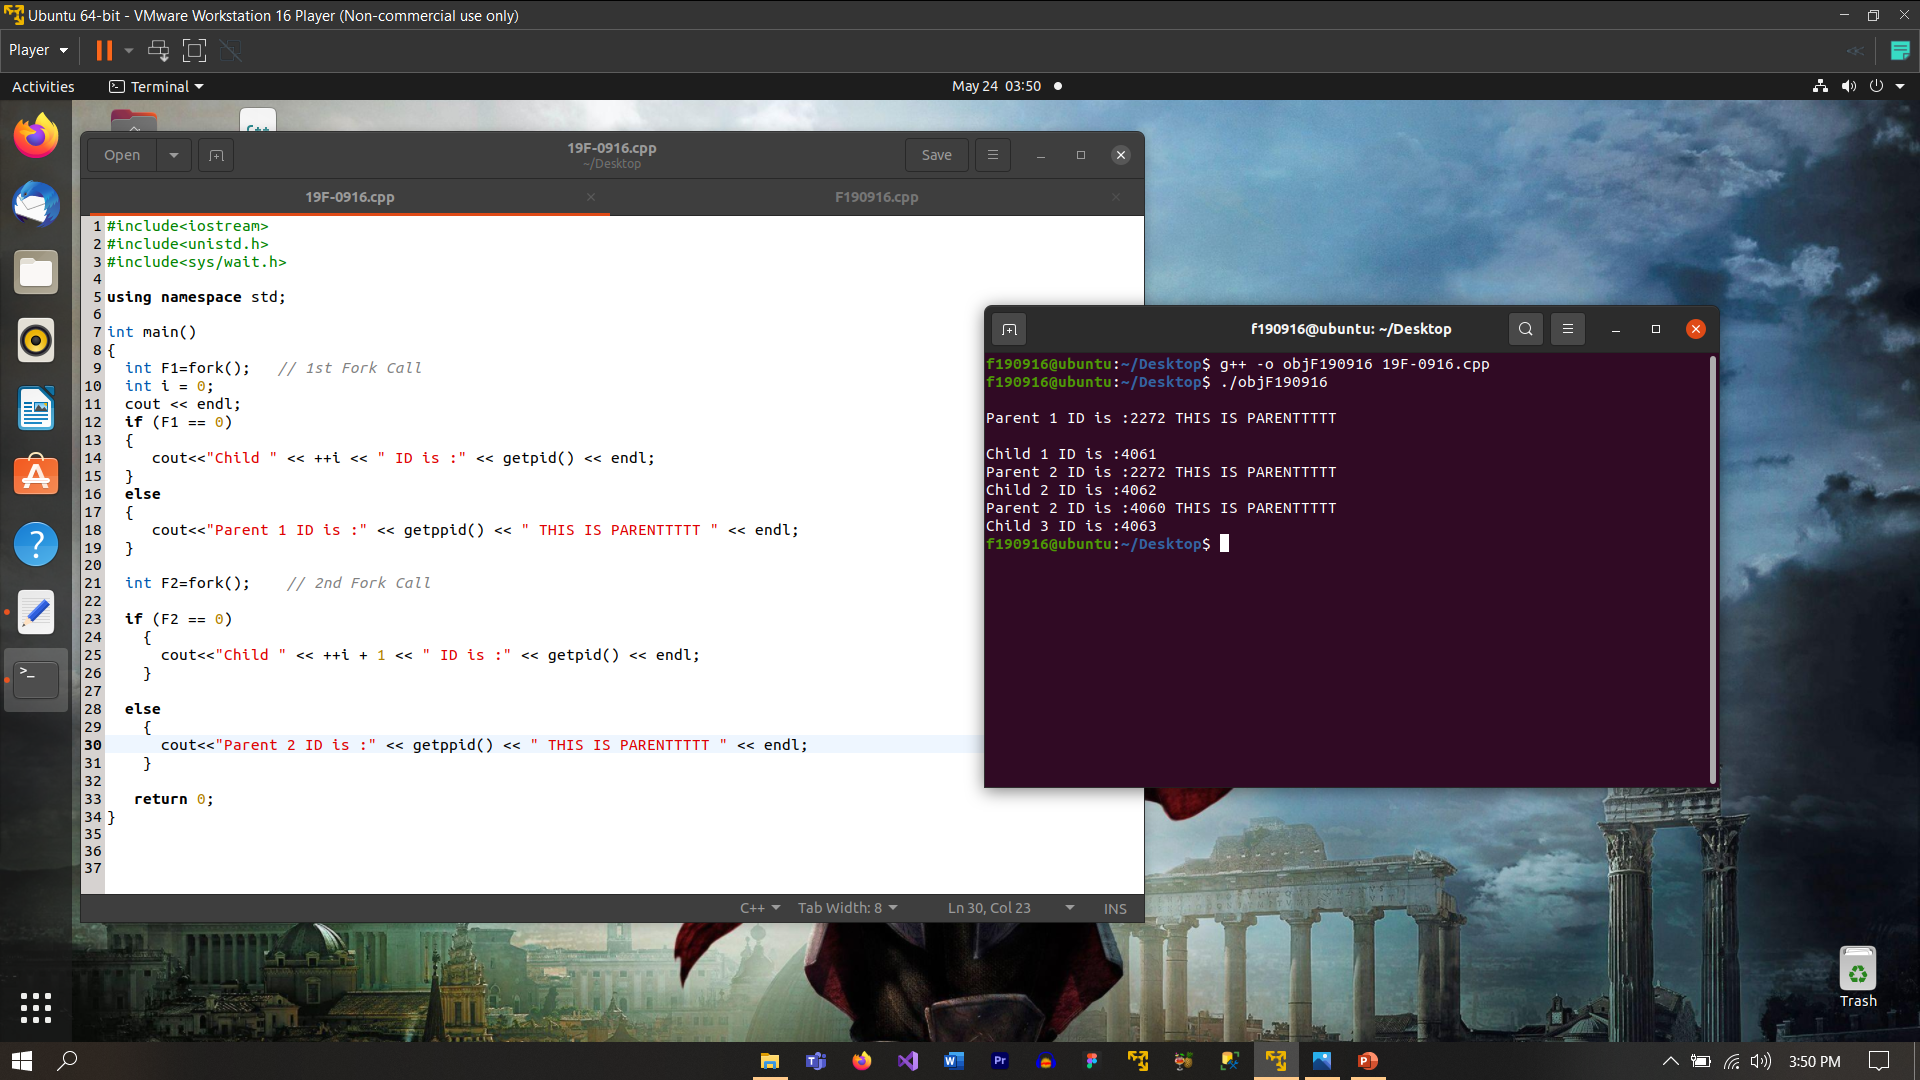 Ubuntu 64-bit - VMware Workstation 16 Player (Non-commercial use only)
Player
Activities
Terminal
May 24 03:50
Open
19F-0916.cpp
~/Desktop
Save
19F-0916.cpp
F190916.cpp
1 #include<iostream>
2 #include<unistd.h>
3 #include<sys/wait.h>
4
5 using namespace std;
6
7 int main()
8 {
9 int F1=fork(); // 1st Fork Call
10 int i = 0;
11 cout << endl;
12 if (F1 == 0)
13 {
14 cout<<"Child " << ++i << " ID is :" << getpid() << endl;
15 }
16 else
17 {
18 cout<<"Parent 1 ID is :" << getppid() << " THIS IS PARENTTTTT " << endl;
19 }
20
21 int F2=fork(); // 2nd Fork Call
22
23 if (F2 == 0)
24 {
25 cout<<"Child " << ++i + 1 << " ID is :" << getpid() << endl;
26 }
27
28 else
29 {
30 cout<<"Parent 2 ID is :" << getppid() << " THIS IS PARENTTTTT " << endl;
31 }
32
33 return 0;
34 }
35
36
37
C++
Tab Width: 8
Ln 30, Col 23
INS
f190916@ubuntu: ~/Desktop
f190916@ubuntu:~/Desktop$ g++ -o objF190916 19F-0916.cpp
f190916@ubuntu:~/Desktop$ ./objF190916
Parent 1 ID is :2272 THIS IS PARENTTTTT
Child 1 ID is :4061
Parent 2 ID is :2272 THIS IS PARENTTTTT
Child 2 ID is :4062
Parent 2 ID is :4060 THIS IS PARENTTTTT
Child 3 ID is :4063
f190916@ubuntu:~/Desktop$
Trash
3:50 PM